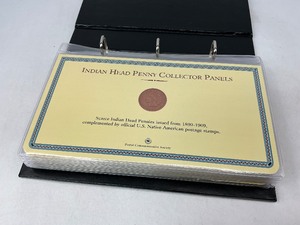 INDIAN HEAD PENNY COLLECTOR PANELS
Scarce Indian Head Pennies issued from 1880-1909,
complemented by official U.S. Native American postage stamps.